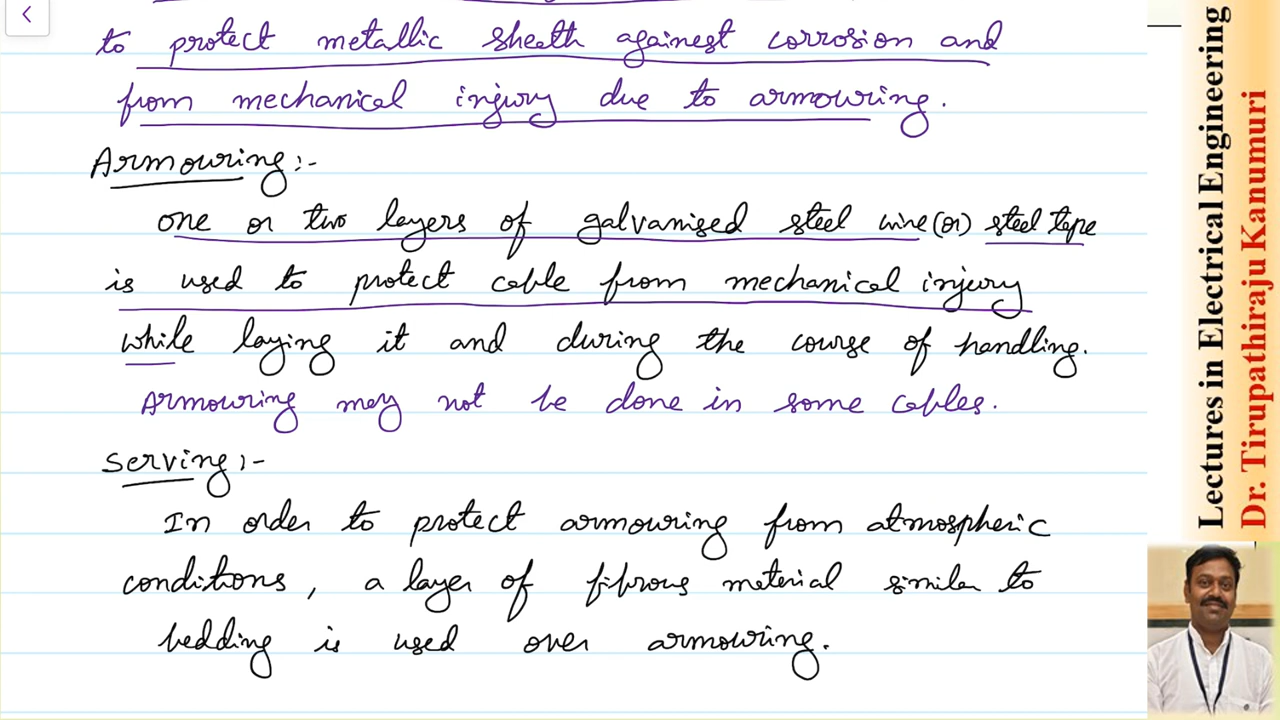 to protect metallic sheath againest corrosion and
from mechanical injury due to armouring.
Armouring:-
one or two layers of galvanised steel wire (or) steel tape
is used to protect cable from mechanical injury
while laying it and during the course of handling.
Armouring may not be done in some cables.
Serving:-
In order to protect armouring from atmospheric
conditions, a layer of fibrous material similar to
bedding is used over armouring.
Lectures in Electrical Engineering
Dr. Tirupathiraju Kanumuri